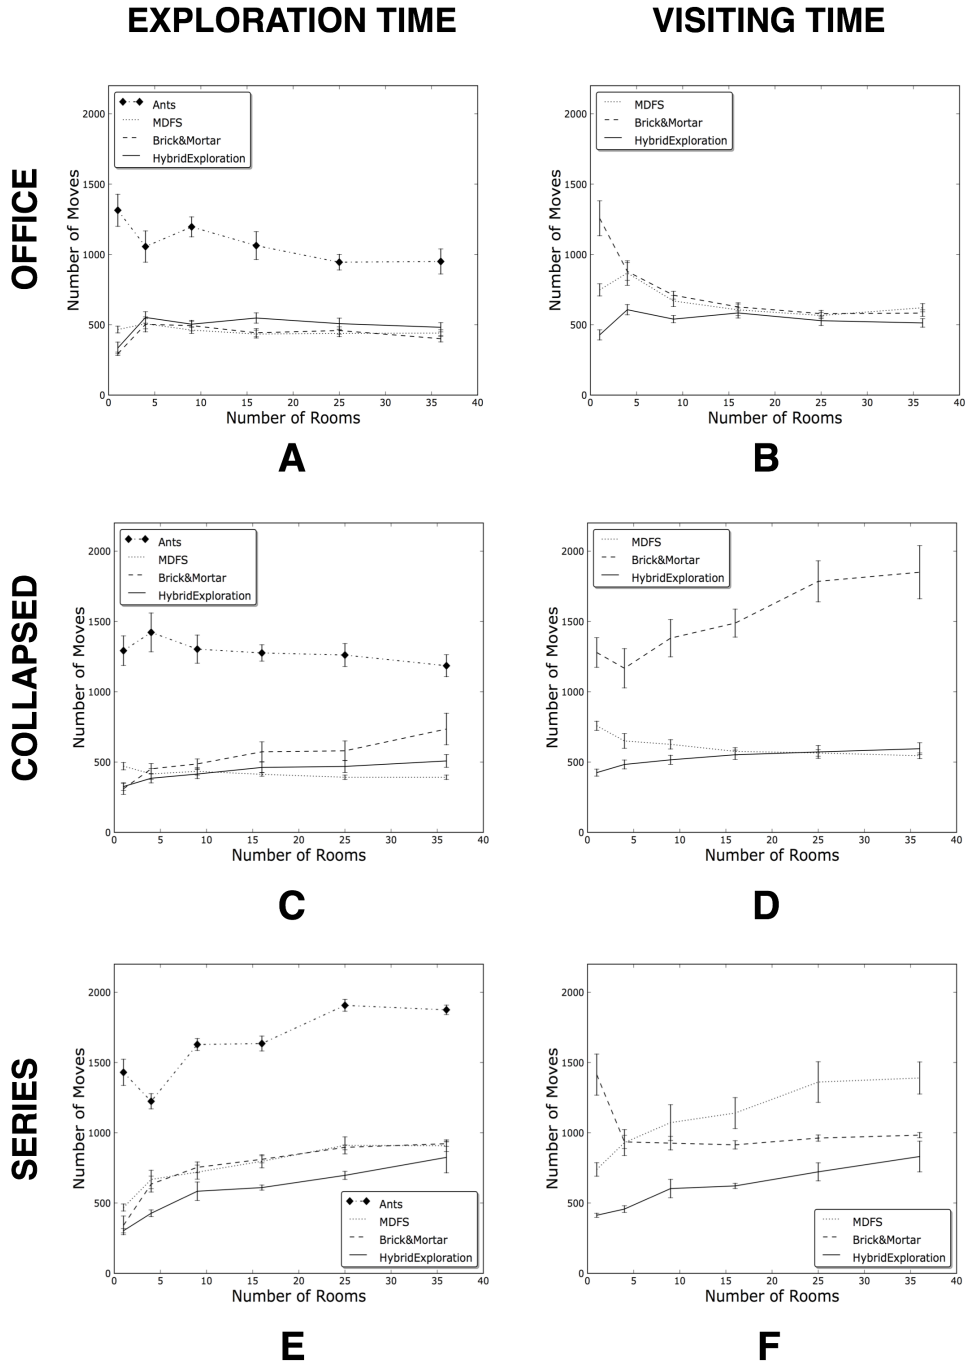 EXPLORATION TIME
VISITING TIME
OFFICE
2000
1500
1000
500
0
0 5 10 15 20 25 30 35 40
Number of Moves
Number of Rooms
Ants
MDFS
Brick&Mortar
HybridExploration
A
2000
1500
1000
500
0
0 5 10 15 20 25 30 35 40
Number of Moves
Number of Rooms
MDFS
Brick&Mortar
HybridExploration
B
COLLAPSED
2000
1500
1000
500
0
0 5 10 15 20 25 30 35 40
Number of Moves
Number of Rooms
Ants
MDFS
Brick&Mortar
HybridExploration
C
2000
1500
1000
500
0
0 5 10 15 20 25 30 35 40
Number of Moves
Number of Rooms
MDFS
Brick&Mortar
HybridExploration
D
SERIES
2000
1500
1000
500
0
0 5 10 15 20 25 30 35 40
Number of Moves
Number of Rooms
Ants
MDFS
Brick&Mortar
HybridExploration
E
2000
1500
1000
500
0
0 5 10 15 20 25 30 35 40
Number of Moves
Number of Rooms
MDFS
Brick&Mortar
HybridExploration
F